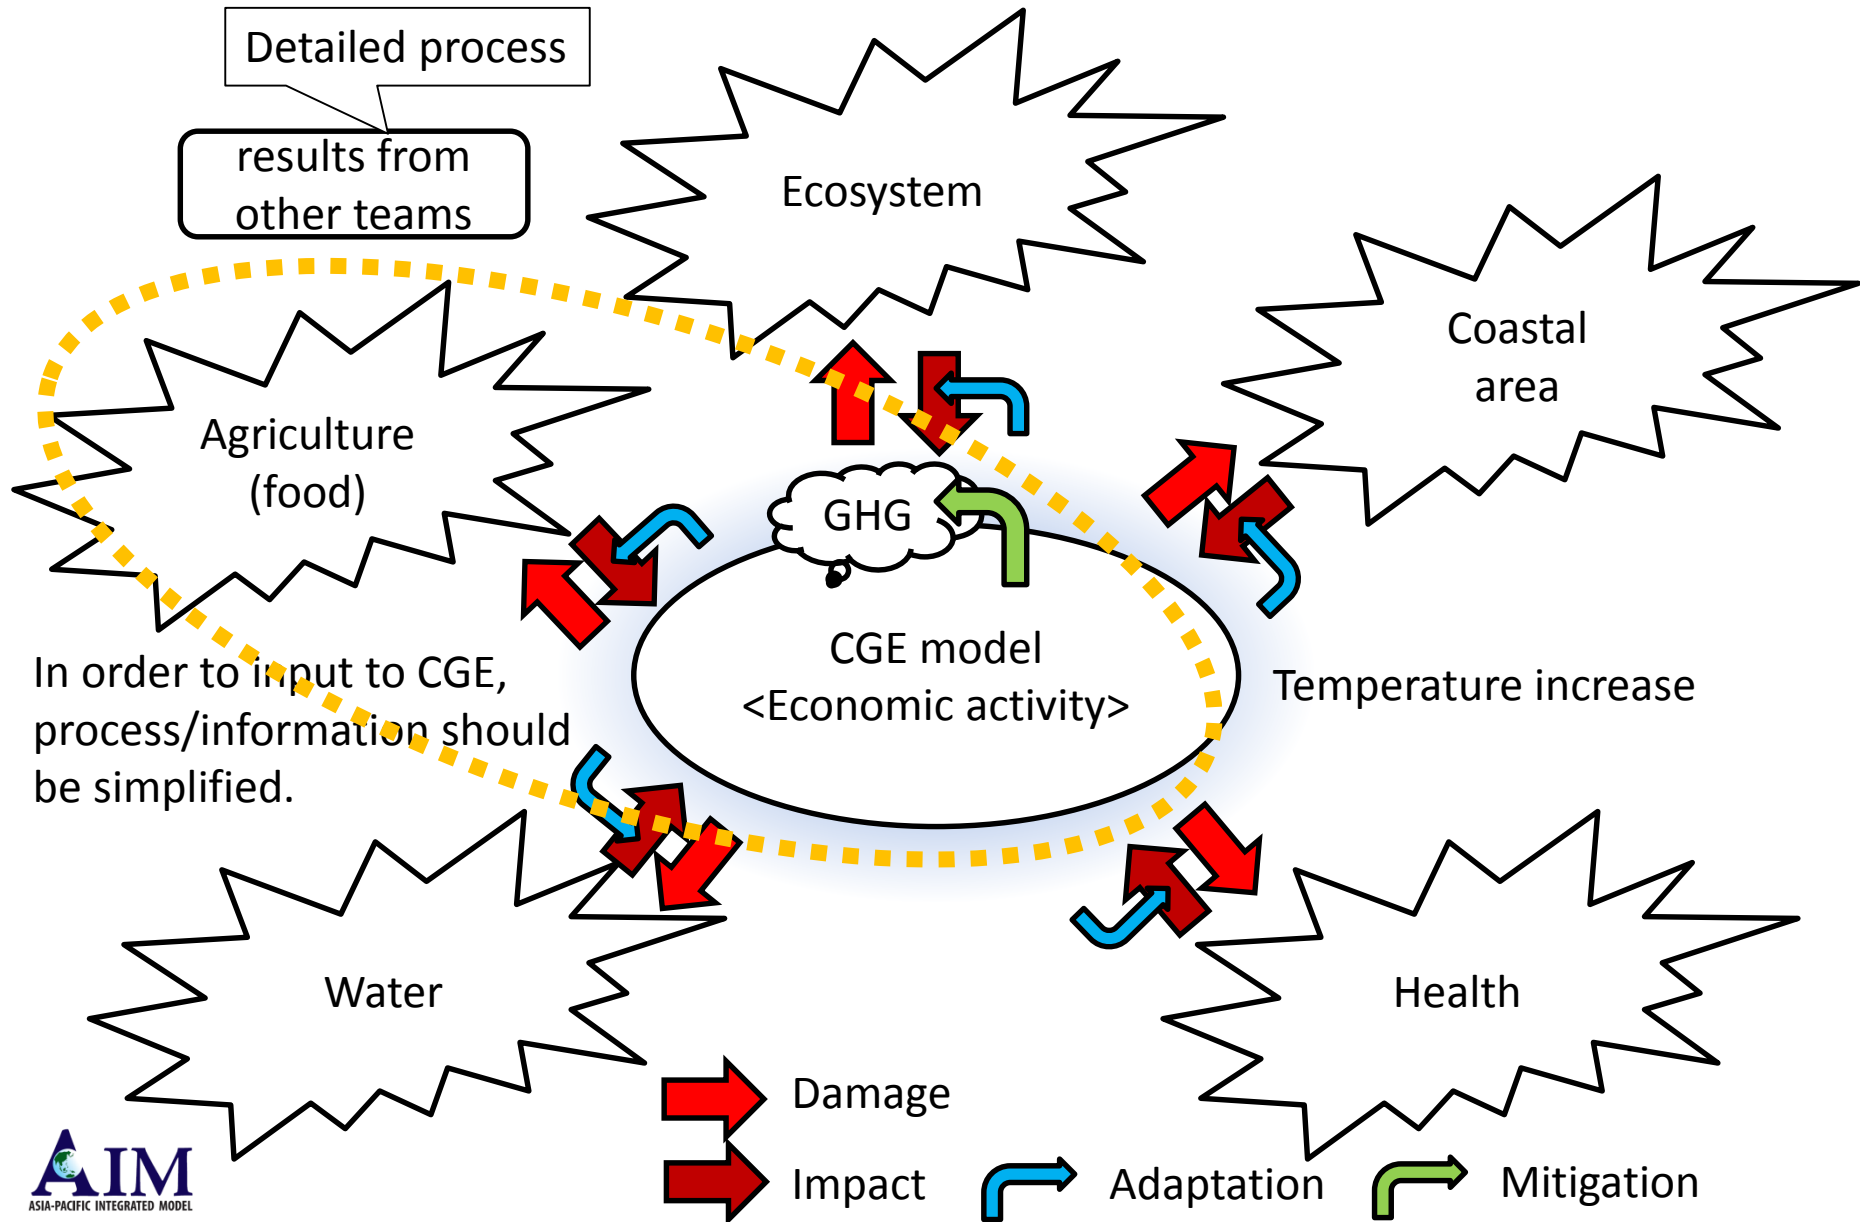 Detailed process
results from
other teams
Ecosystem
Coastal
area
Agriculture
(food)
GHG
CGE model
<Economic activity>
Temperature increase
In order to input to CGE,
process/information should
be simplified.
Water
Health
Damage
Impact
Adaptation
Mitigation
AIM
ASIA-PACIFIC INTEGRATED MODEL